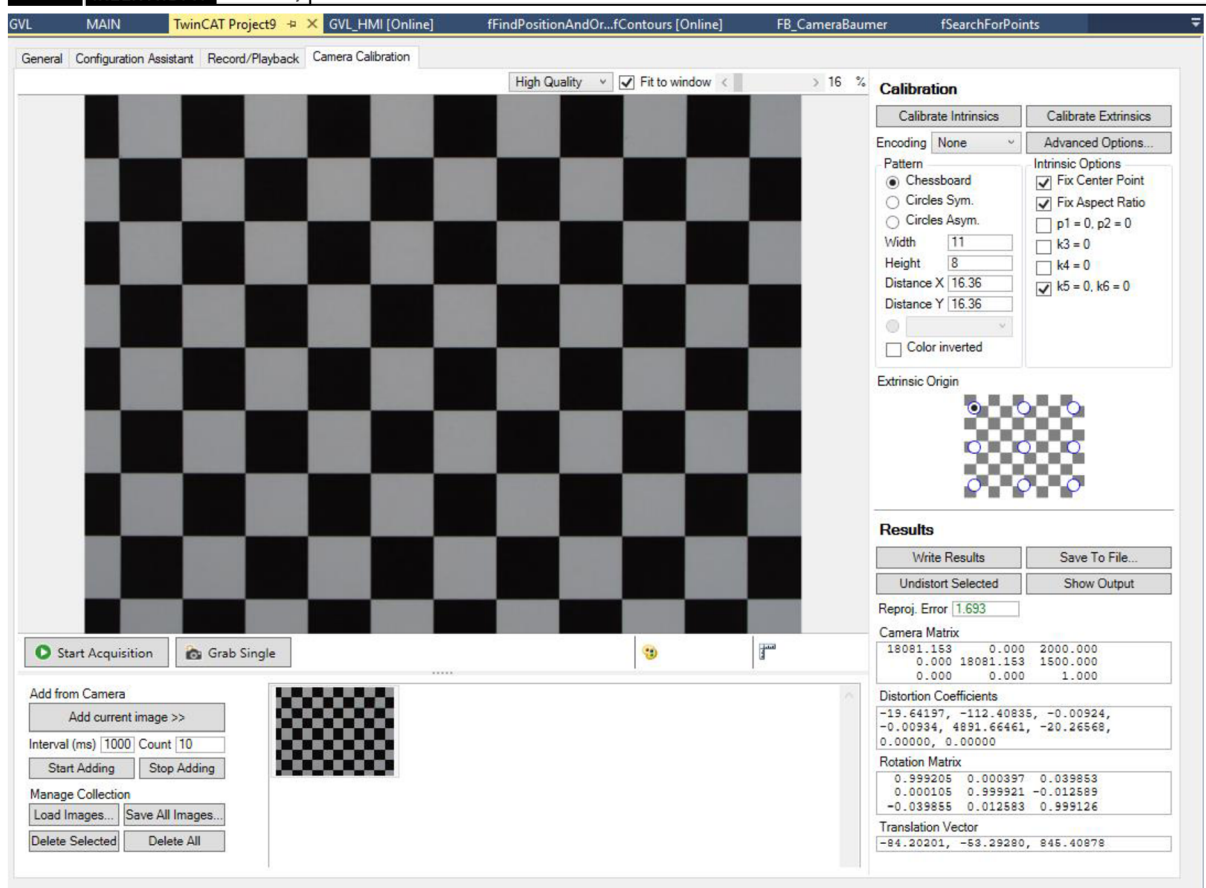 GVL MAIN TwinCAT Project9 GVL_HMI [Online] fFindPositionAndOr...fContours [Online] FB_CameraBaumer fSearchForPoints
General Configuration Assistant Record/Playback Camera Calibration
High Quality Fit to window 16 %
Calibration
Calibrate Intrinsics Calibrate Extrinsics
Encoding None Advanced Options...
Pattern Intrinsic Options
Chessboard Fix Center Point
Circles Sym. Fix Aspect Ratio
Circles Asym. p1 = 0, p2 = 0
Width 11 k3 = 0
Height 8 k4 = 0
Distance X 16.36 k5 = 0, k6 = 0
Distance Y 16.36
Color inverted
Extrinsic Origin
Results
Write Results Save To File...
Undistort Selected Show Output
Reproj. Error 1.693
Camera Matrix
18081.153 0.000 2000.000
0.000 18081.153 1500.000
0.000 0.000 1.000
Distortion Coefficients
-19.64197, -112.40835, -0.00924,
-0.00934, 4891.66461, -20.26568,
0.00000, 0.00000
Rotation Matrix
0.999205 0.000397 0.039853
0.000105 0.999921 -0.012589
-0.039855 0.012583 0.999126
Translation Vector
-84.20201, -53.29280, 845.40878
Start Acquisition Grab Single
Add from Camera
Add current image >>
Interval (ms) 1000 Count 10
Start Adding Stop Adding
Manage Collection
Load Images... Save All Images...
Delete Selected Delete All